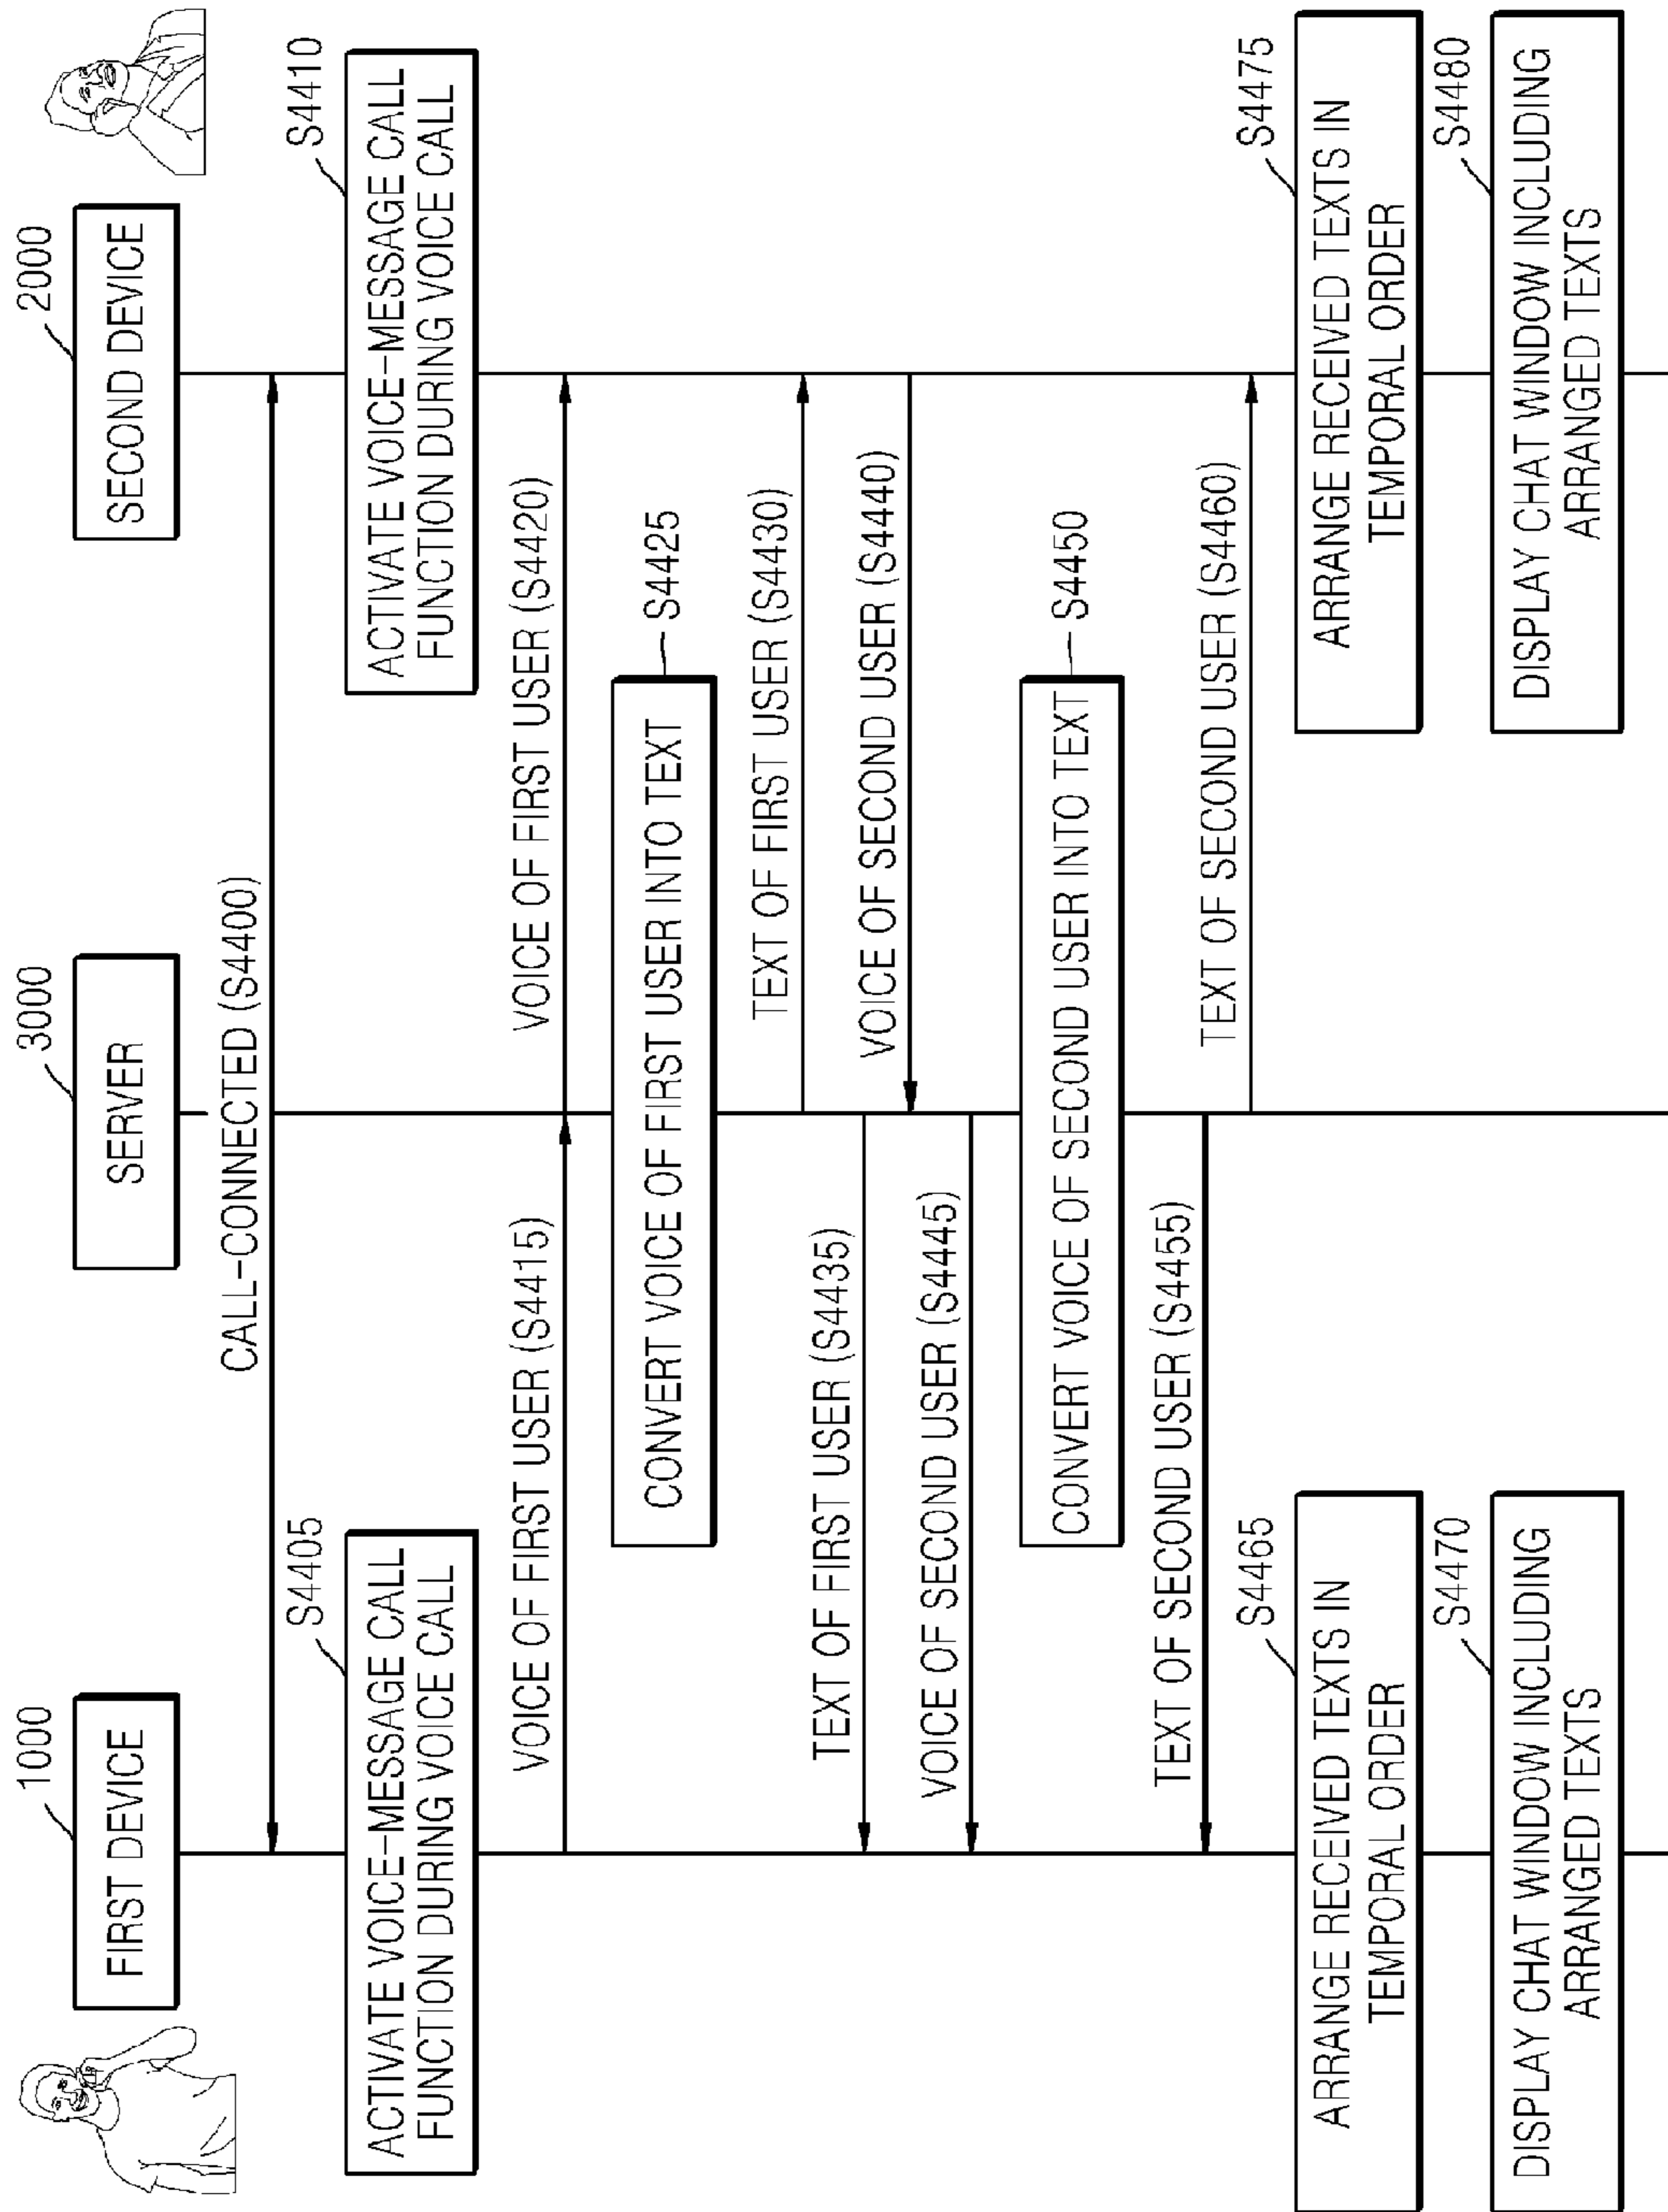 1000
FIRST DEVICE
3000
SERVER
2000
SECOND DEVICE
CALL-CONNECTED (S4400)
S4405
ACTIVATE VOICE-MESSAGE CALL
FUNCTION DURING VOICE CALL
S4410
ACTIVATE VOICE-MESSAGE CALL
FUNCTION DURING VOICE CALL
VOICE OF FIRST USER (S4415)
VOICE OF FIRST USER (S4420)
CONVERT VOICE OF FIRST USER INTO TEXT
S4425
TEXT OF FIRST USER (S4430)
TEXT OF FIRST USER (S4435)
VOICE OF SECOND USER (S4440)
VOICE OF SECOND USER (S4445)
CONVERT VOICE OF SECOND USER INTO TEXT
S4450
TEXT OF SECOND USER (S4455)
TEXT OF SECOND USER (S4460)
S4465
ARRANGE RECEIVED TEXTS IN
TEMPORAL ORDER
S4475
ARRANGE RECEIVED TEXTS IN
TEMPORAL ORDER
S4470
DISPLAY CHAT WINDOW INCLUDING
ARRANGED TEXTS
S4480
DISPLAY CHAT WINDOW INCLUDING
ARRANGED TEXTS